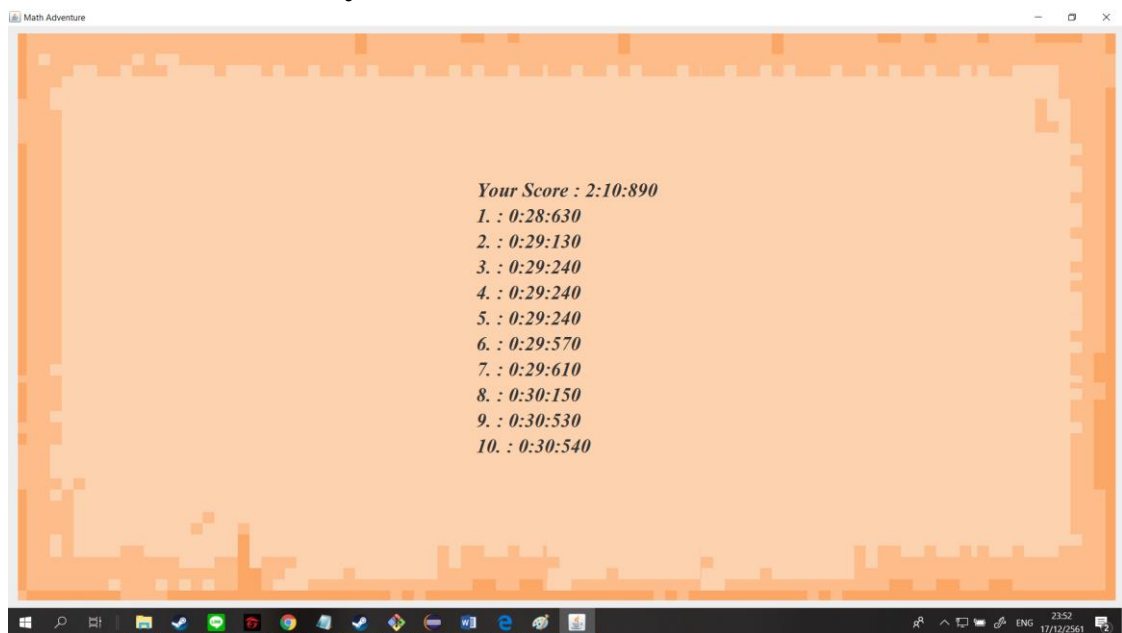 Math Adventure
Your Score : 2:10:890
1. : 0:28:630
2. : 0:29:130
3. : 0:29:240
4. : 0:29:240
5. : 0:29:240
6. : 0:29:570
7. : 0:29:610
8. : 0:30:150
9. : 0:30:530
10. : 0:30:540
ENG
23:52
17/12/2561